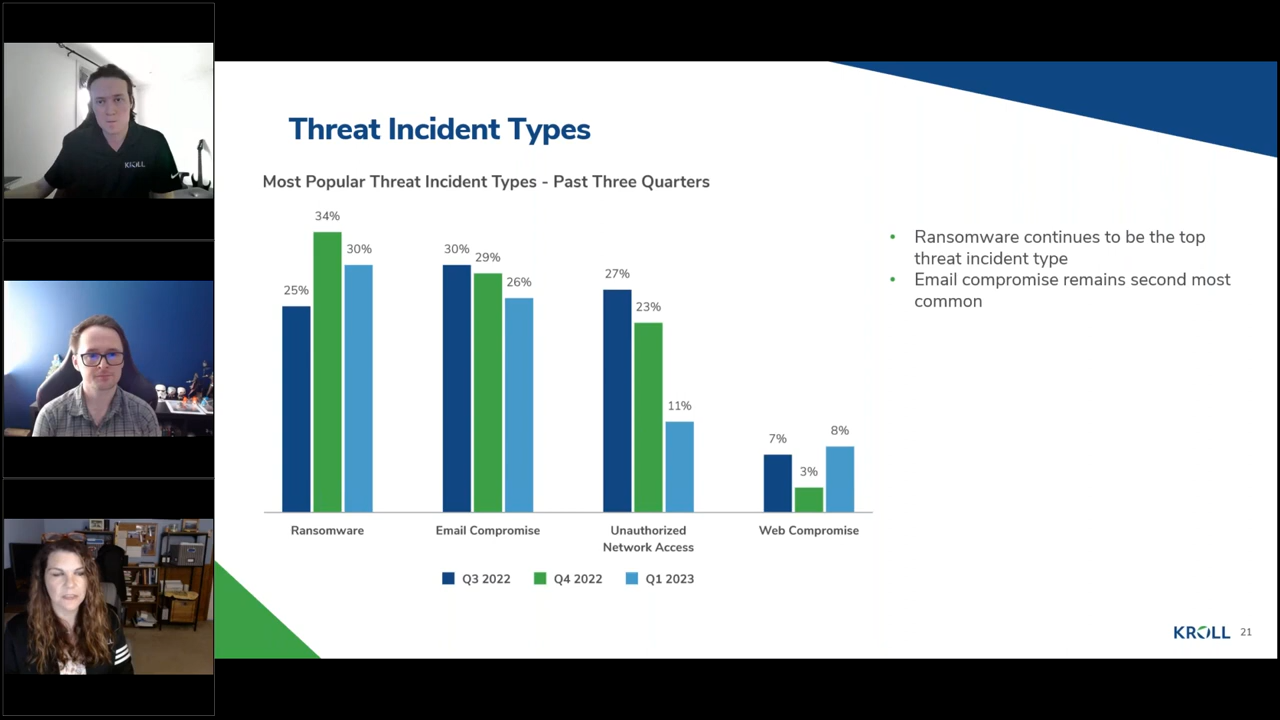 KROLL
Threat Incident Types
Most Popular Threat Incident Types - Past Three Quarters
25%
34%
30%
30%
29%
26%
27%
23%
11%
7%
3%
8%
Ransomware
Email Compromise
Unauthorized
Network Access
Web Compromise
Q3 2022
Q4 2022
Q1 2023
• Ransomware continues to be the top
threat incident type
• Email compromise remains second most
common
KROLL
21